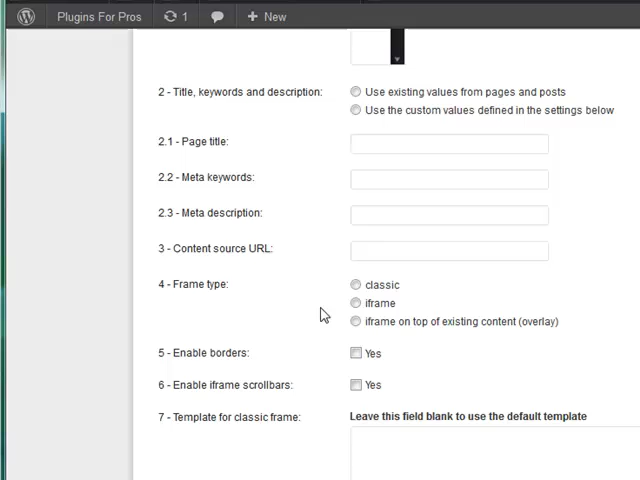 Plugins For Pros 1 New
2 - Title, keywords and description: Use existing values from pages and posts
Use the custom values defined in the settings below
2.1 - Page title:
2.2 - Meta keywords:
2.3 - Meta description:
3 - Content source URL:
4 - Frame type: classic
iframe
iframe on top of existing content (overlay)
5 - Enable borders: Yes
6 - Enable iframe scrollbars: Yes
7 - Template for classic frame: Leave this field blank to use the default template